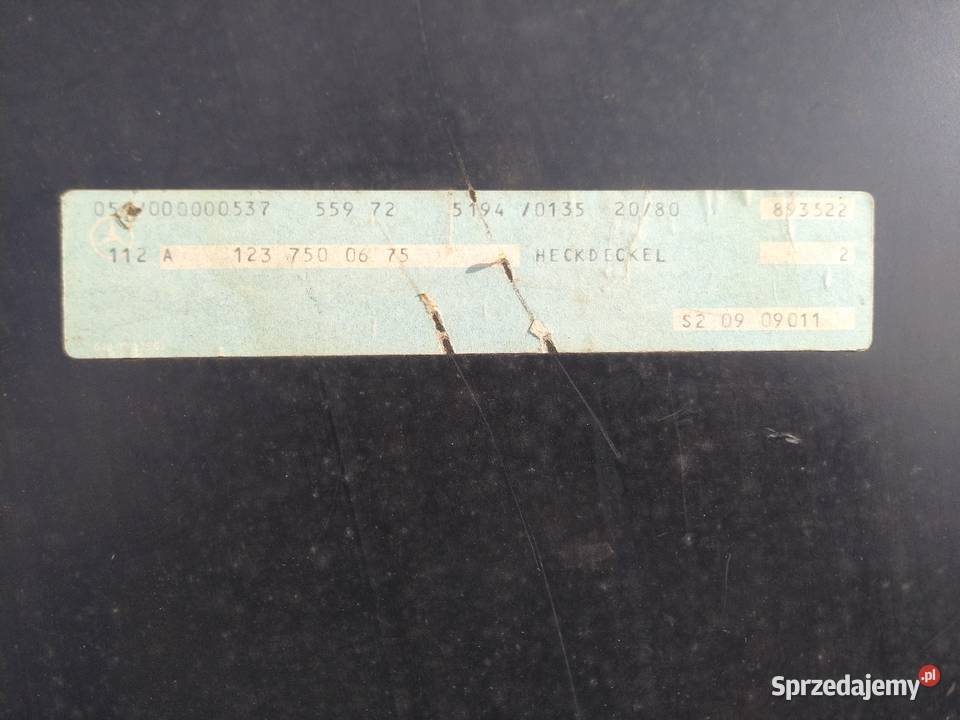 /000000537 559 72 5194 /0135 20/80 893522
112 A 123 750 06 75 HECKDECKEL 2
S2 09 09011
Sprzedajemy.pl